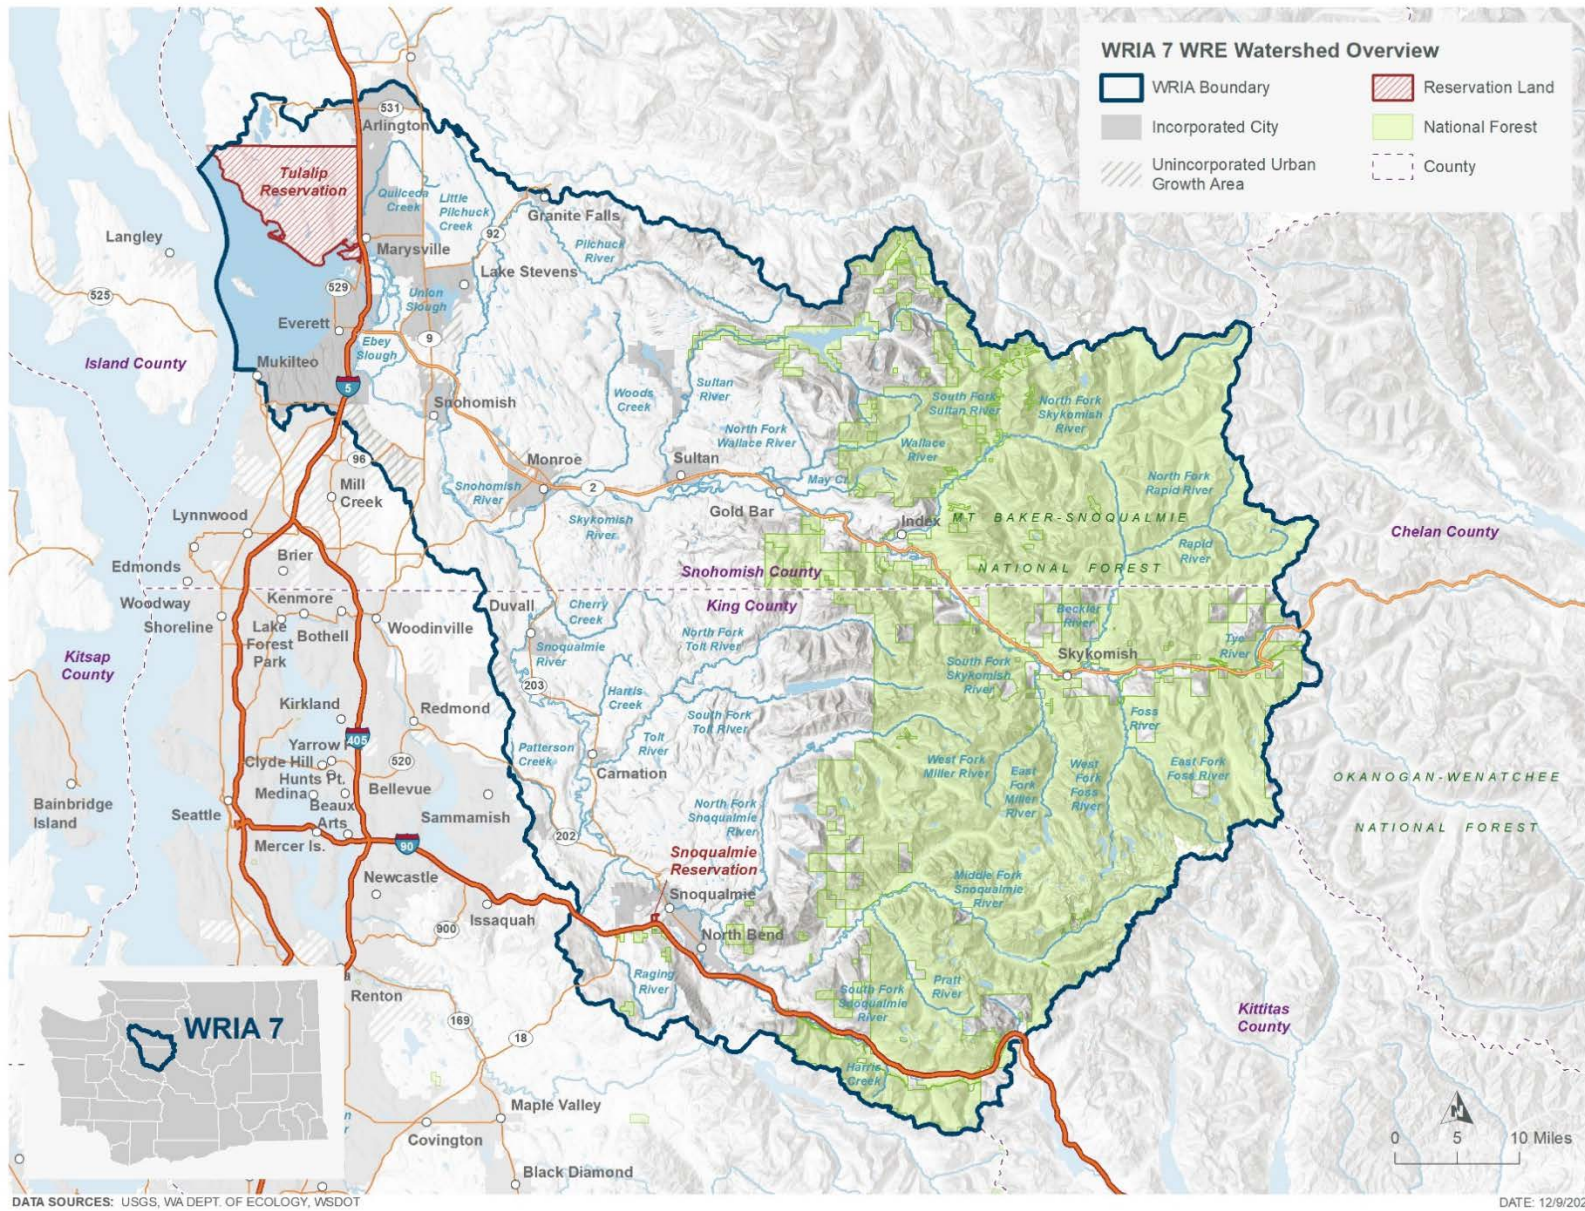 WRIA 7 WRE Watershed Overview
WRIA Boundary
Reservation Land
Incorporated City
National Forest
Unincorporated Urban
Growth Area
County
531
Arlington
Tulalip
Reservation
Quilceda
Creek
Little
Pilchuck
Creek
92
Granite Falls
Pilchuck
River
Langley
Marysville
Lake Stevens
525
529
Union
Slough
Everett
9
Ebey
Slough
Island County
Mukilteo
5
Snohomish
Woods
Creek
Sultan
River
South Fork
Sultan River
North Fork
Skykomish
River
North Fork
Wallace River
Wallace
River
96
Monroe
Sultan
Mill
Creek
Snohomish
River
2
May Cr.
North Fork
Rapid River
Lynnwood
Skykomish
River
Gold Bar
Index
MT BAKER-SNOQUALMIE
NATIONAL FOREST
Rapid
River
Chelan County
Edmonds
Brier
Snohomish County
King County
Woodway
Shoreline
Kenmore
Lake
Forest
Park
Bothell
Woodinville
Duvall
Cherry
Creek
Beckler
River
Kitsap
County
Snoqualmie
River
North Fork
Tolt River
Tye
River
Skykomish
South Fork
Skykomish
River
203
Harris
Creek
Kirkland
Redmond
South Fork
Tolt River
Foss
River
405
Yarrow P
Clyde Hill
Hunts Pt.
Medina
Beaux
Arts
Bellevue
520
Patterson
Creek
Tolt
River
Carnation
West Fork
Miller River
East
Fork
Miller
River
West
Fork
Foss
River
East Fork
Foss River
OKANOGAN-WENATCHEE
NATIONAL FOREST
Bainbridge
Island
Seattle
Sammamish
North Fork
Snoqualmie
River
Mercer Is.
90
202
Snoqualmie
Reservation
Newcastle
Snoqualmie
Middle Fork
Snoqualmie
River
Issaquah
900
North Bend
Raging
River
Pratt
River
South Fork
Snoqualmie
River
Kittitas
County
Renton
169
18
Harris
Creek
WRIA 7
Maple Valley
Covington
Black Diamond
N
0 5 10 Miles
DATA SOURCES: USGS, WA DEPT. OF ECOLOGY, WSDOT
DATE: 12/9/202